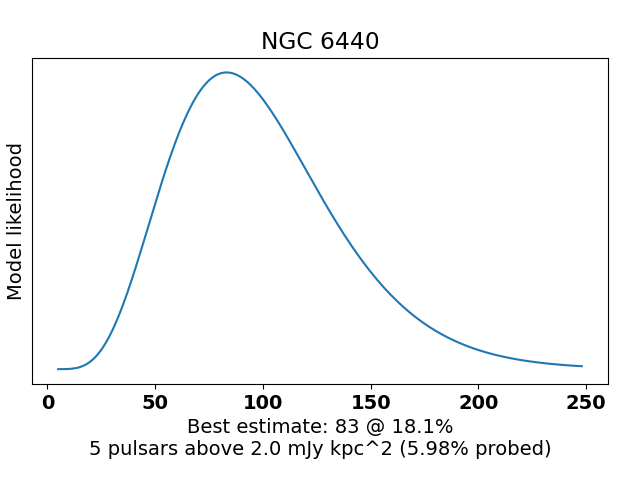 NGC 6440
Model likelihood
0 50 100 150 200 250
Best estimate: 83 @ 18.1%
5 pulsars above 2.0 mJy kpc^2 (5.98% probed)